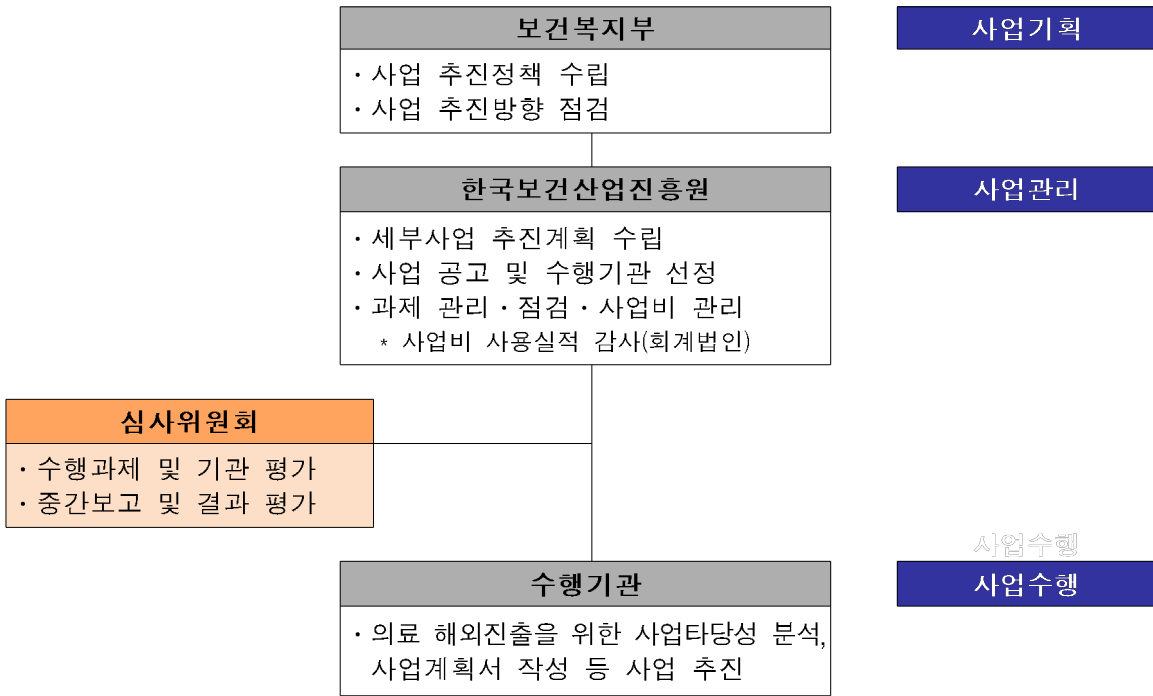 보건복지부
사업기획
· 사업 추진정책 수립
· 사업 추진방향 점검
한국보건산업진흥원
사업관리
· 세부사업 추진계획 수립
· 사업 공고 및 수행기관 선정
· 과제 관리 · 점검 · 사업비 관리
* 사업비 사용실적 감사(회계법인)
심사위원회
· 수행과제 및 기관 평가
· 중간보고 및 결과 평가
사업수행
수행기관
사업수행
· 의료 해외진출을 위한 사업타당성 분석,
사업계획서 작성 등 사업 추진